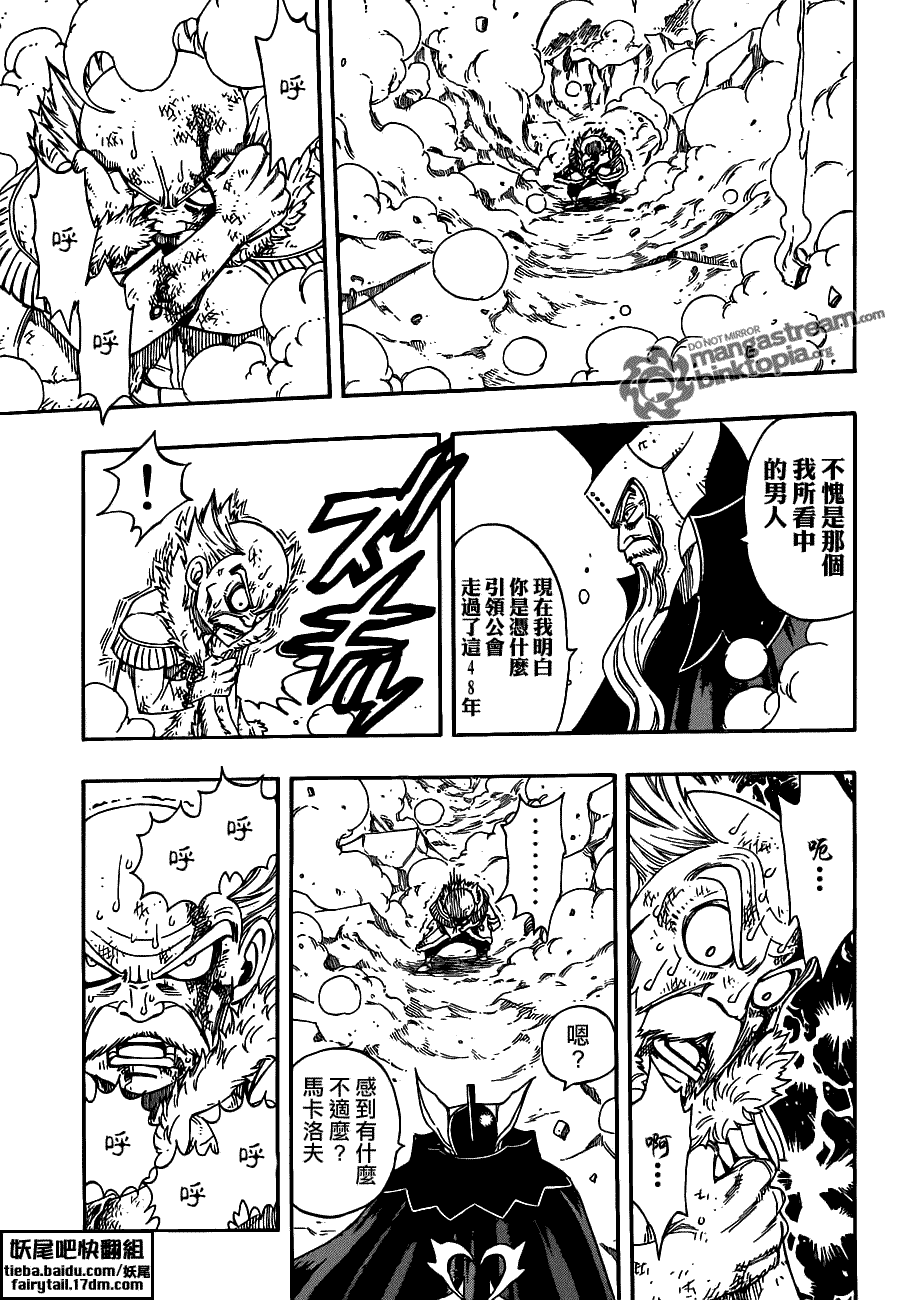 呼
呼
呼
DO NOT MIRROR
mangastream.com
binktopia.org
不愧是那個
我所看中
的男人
現在我明白
你是憑什麼
引領公會
走過了這48年
ズキン
！
呃…
啊…
……
嗯？
感到有什麼
不適麼？
馬卡洛夫
呼
呼
呼
呼
呼
呼
妖尾吧快翻組
tieba.baidu.com/妖尾
fairytail.17dm.com